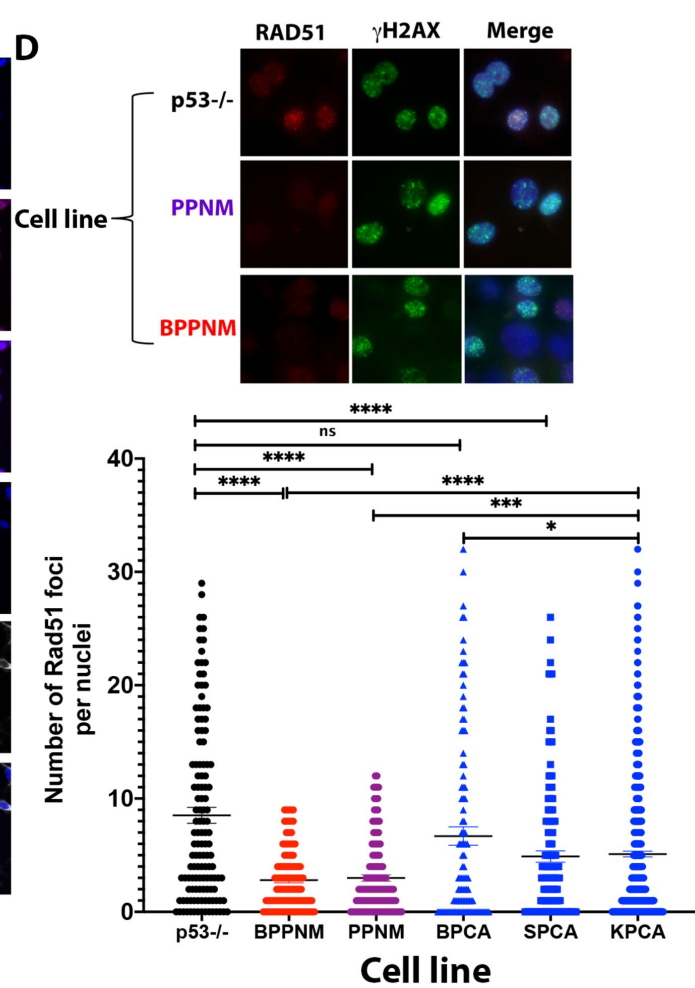 D
RAD51 γH2AX Merge
p53-/-
PPNM
Cell line
BPPNM
****
ns
****
**** ****
***
*
40
30
20
10
0
Number of Rad51 foci
per nuclei
p53-/- BPPNM PPNM BPCA SPCA KPCA
Cell line